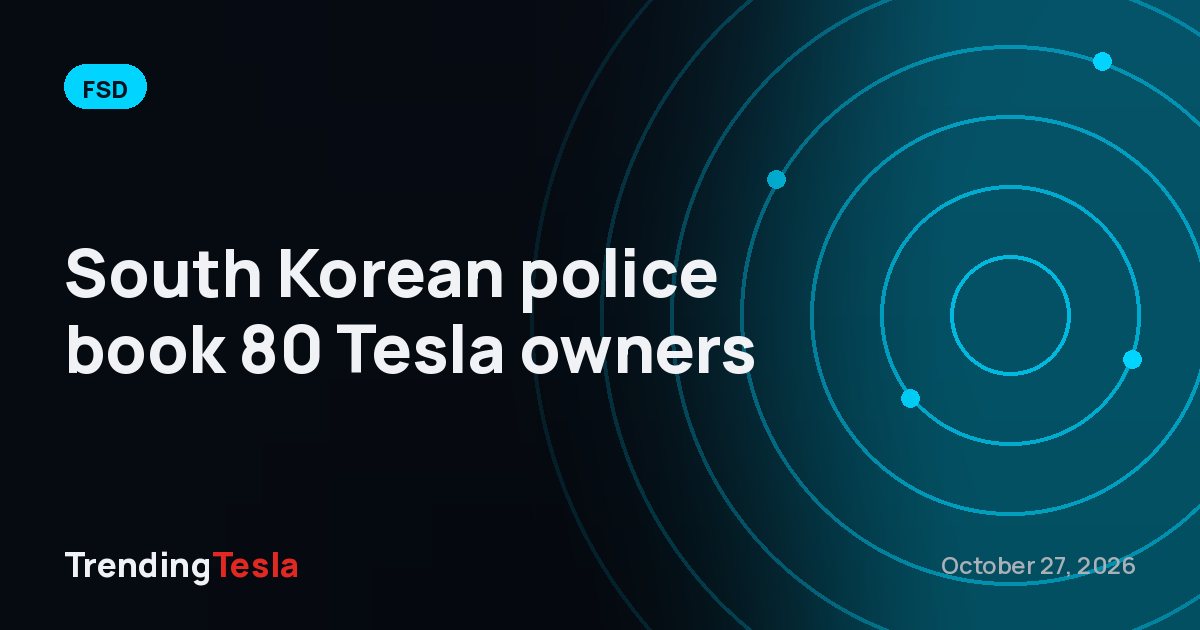 FSD
South Korean police
book 80 Tesla owners
TrendingTesla
October 27, 2026